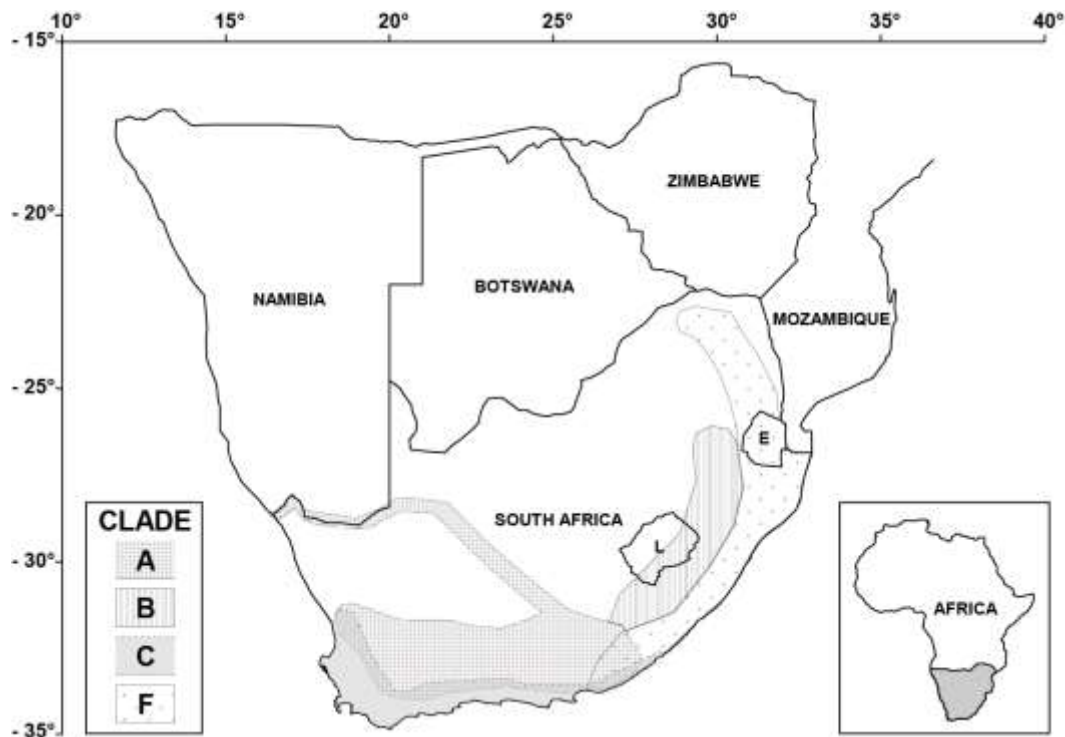 10° 15° 20° 25° 30° 35° 40°
- 15°
ZIMBABWE
- 20°
BOTSWANA
NAMIBIA
MOZAMBIQUE
- 25°
E
CLADE
SOUTH AFRICA
L
A
- 30°
B
AFRICA
C
F
- 35°